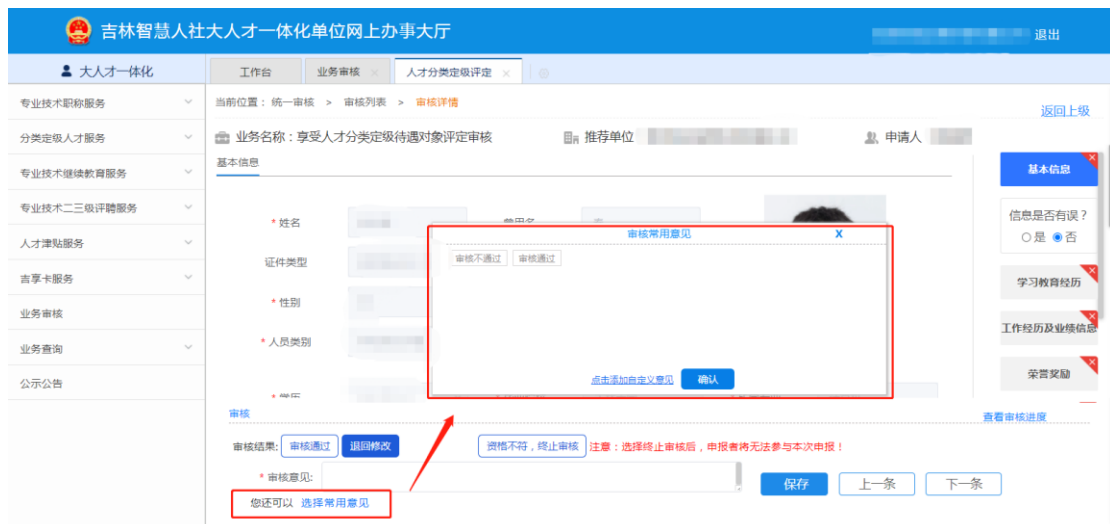 吉林智慧人社大人才一体化单位网上办事大厅
退出
大人才一体化
工作台 业务审核 人才分类定级评定
专业技术职称服务
分类定级人才服务
专业技术继续教育服务
专业技术二三级评聘服务
人才津贴服务
吉享卡服务
业务审核
业务查询
公示公告
当前位置：统一审核 > 审核列表 > 审核详情
返回上级
业务名称：享受人才分类定级待遇对象评定审核 推荐单位 申请人
基本信息
* 姓名
证件类型
* 性别
* 人员类别
* 学历
审核常用意见 X
审核不通过 审核通过
点击添加自定义意见 确认
基本信息
信息是否有误？
是 否
学习教育经历
工作经历及业绩信息
荣誉奖励
审核
查看审核进度
审核结果: 审核通过 退回修改 资格不符，终止审核 注意：选择终止审核后，申报者将无法参与本次申报！
* 审核意见:
保存 上一条 下一条
您还可以 选择常用意见